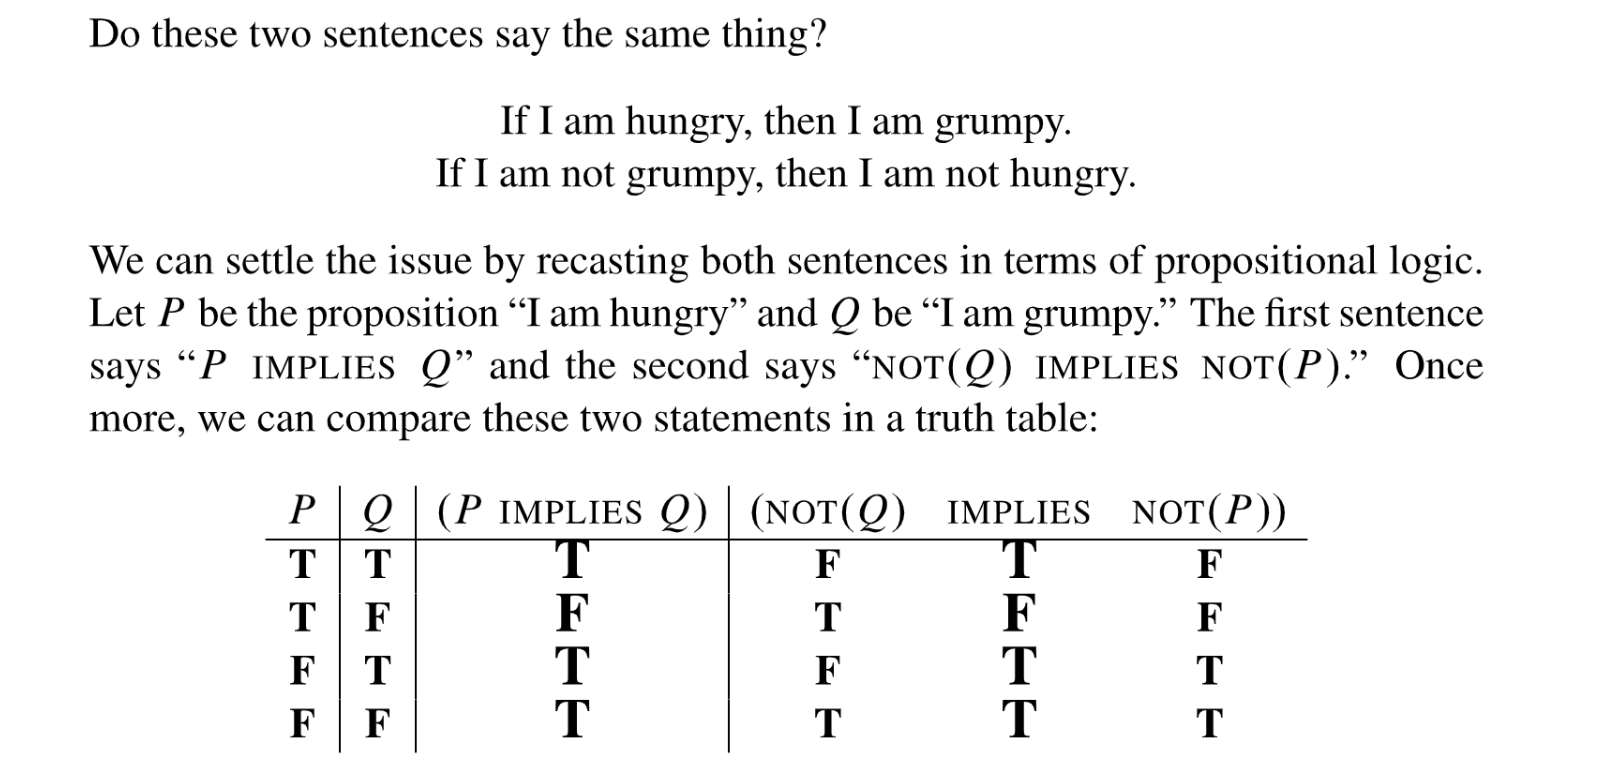 Do these two sentences say the same thing?
If I am hungry, then I am grumpy.
If I am not grumpy, then I am not hungry.
We can settle the issue by recasting both sentences in terms of propositional logic.
Let P be the proposition “I am hungry” and Q be “I am grumpy.” The first sentence
says “P IMPLIES Q” and the second says “NOT(Q) IMPLIES NOT(P).” Once
more, we can compare these two statements in a truth table:
P Q (P IMPLIES Q) (NOT(Q) IMPLIES NOT(P))
T T T F T F
T F F T F F
F T T F T T
F F T T T T